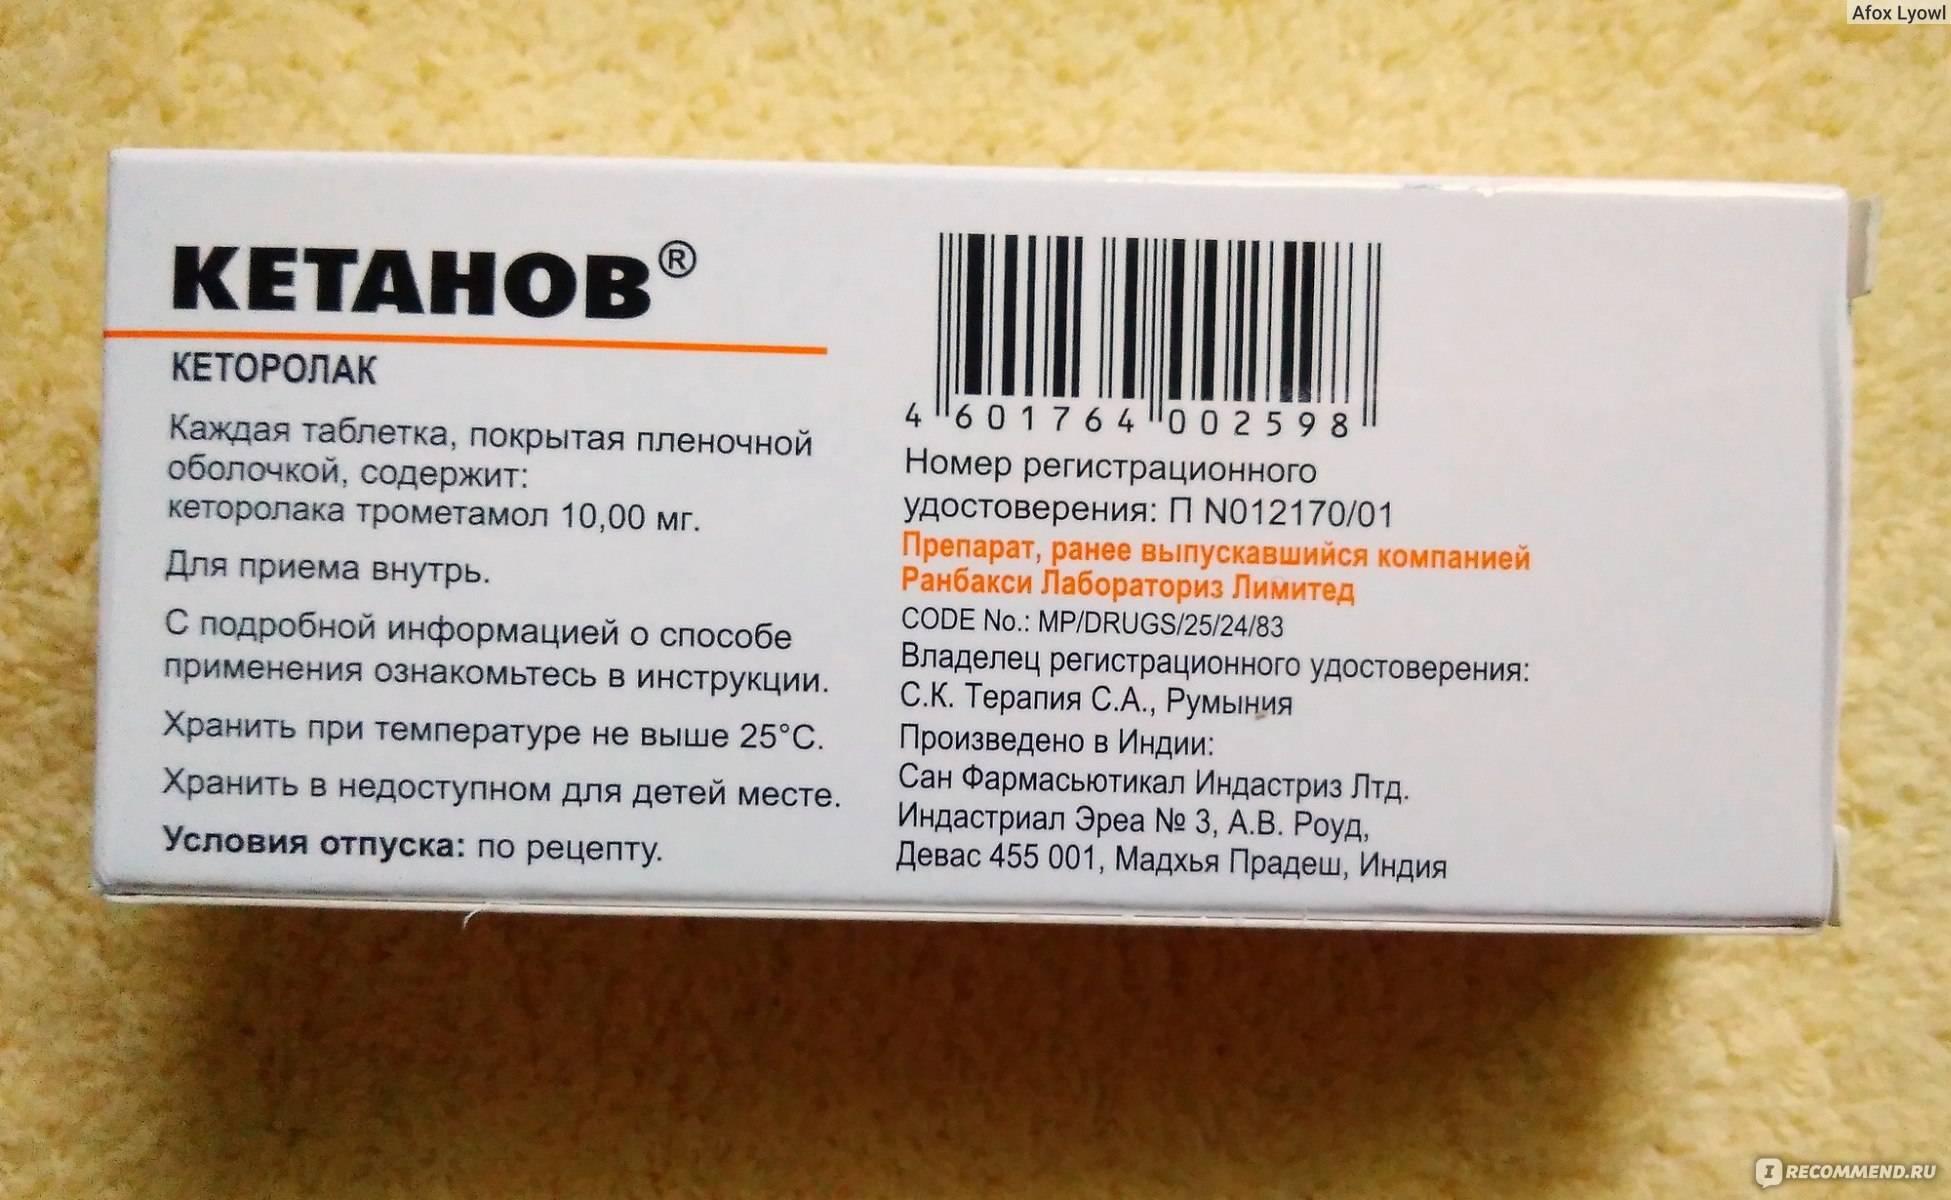 Afox Lyowl
КЕТАНОВ®
КЕТОРОЛАК
Каждая таблетка, покрытая пленочной
оболочкой, содержит:
кеторолака трометамол 10,00 мг.
Для приема внутрь.
С подробной информацией о способе
применения ознакомьтесь в инструкции.
Хранить при температуре не выше 25°С.
Хранить в недоступном для детей месте.
Условия отпуска: по рецепту.
4 601764 002598
Номер регистрационного
удостоверения: П N012170/01
Препарат, ранее выпускавшийся компанией
Ранбакси Лабораториз Лимитед
CODE No.: MP/DRUGS/25/24/83
Владелец регистрационного удостоверения:
С.К. Терапия С.А., Румыния
Произведено в Индии:
Сан Фармасьютикал Индастриз Лтд.
Индастриал Эреа № 3, А.В. Роуд,
Девас 455 001, Мадхья Прадеш, Индия
IRECOMMEND.RU